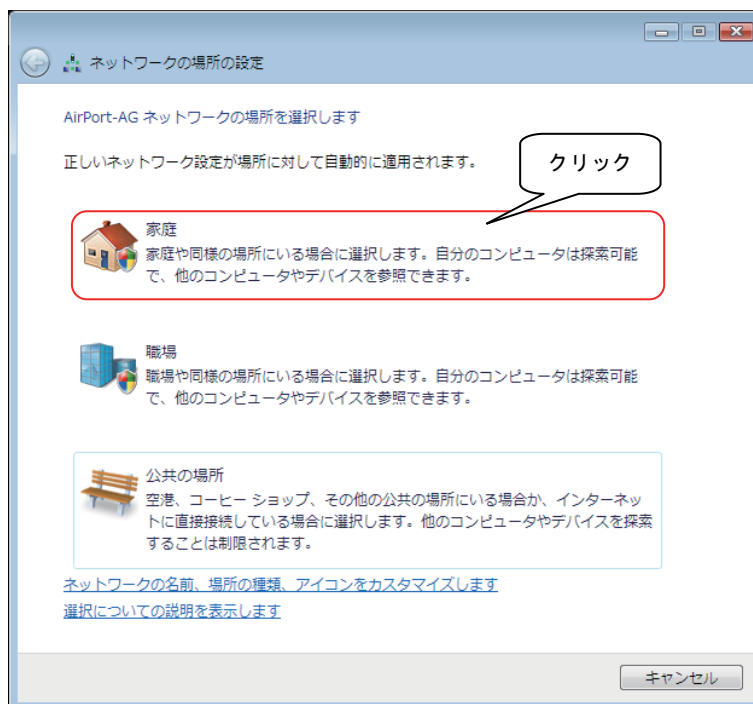 ネットワークの場所の設定
AirPort-AG ネットワークの場所を選択します
正しいネットワーク設定が場所に対して自動的に適用されます。
クリック
家庭
家庭や同様の場所にいる場合に選択します。自分のコンピュータは探索可能
で、他のコンピュータやデバイスを参照できます。
職場
職場や同様の場所にいる場合に選択します。自分のコンピュータは探索可能
で、他のコンピュータやデバイスを参照できます。
公共の場所
空港、コーヒー ショップ、その他の公共の場所にいる場合か、インターネッ
トに直接接続している場合に選択します。他のコンピュータやデバイスを探索
することは制限されます。
ネットワークの名前、場所の種類、アイコンをカスタマイズします
選択についての説明を表示します
キャンセル